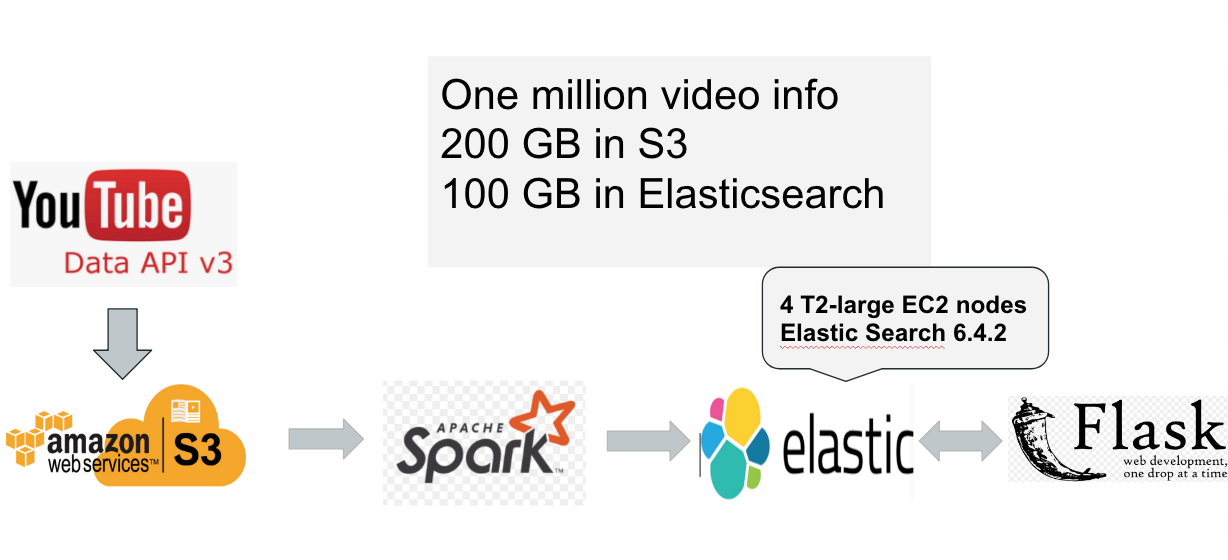 One million video info
200 GB in S3
100 GB in Elasticsearch
YouTube
Data API v3
4 T2-large EC2 nodes
Elastic Search 6.4.2
amazon
web services™
S3
APACHE
Spark™
elastic
Flask
web development,
one drop at a time